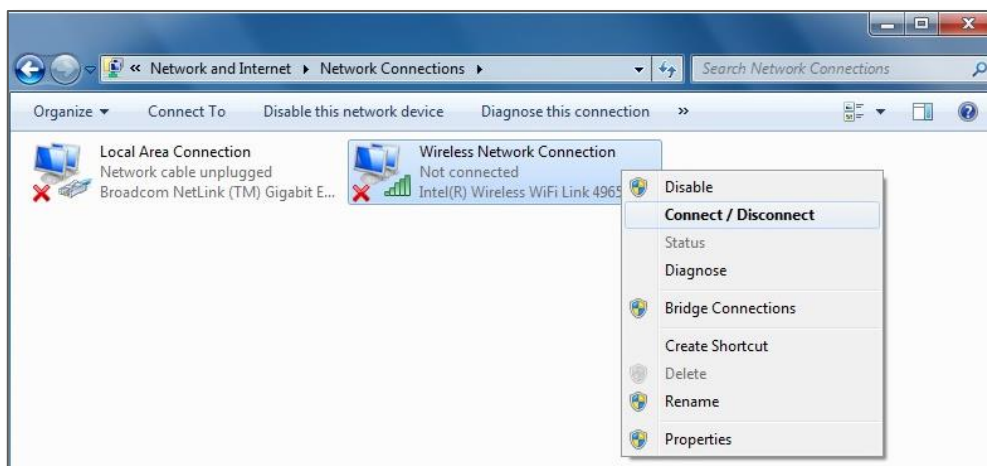 « Network and Internet ▸ Network Connections ▸
Search Network Connections
Organize ▾ Connect To Disable this network device Diagnose this connection »
Local Area Connection
Network cable unplugged
Broadcom NetLink (TM) Gigabit E...
Wireless Network Connection
Not connected
Intel(R) Wireless WiFi Link 4965
Disable
Connect / Disconnect
Status
Diagnose
Bridge Connections
Create Shortcut
Delete
Rename
Properties